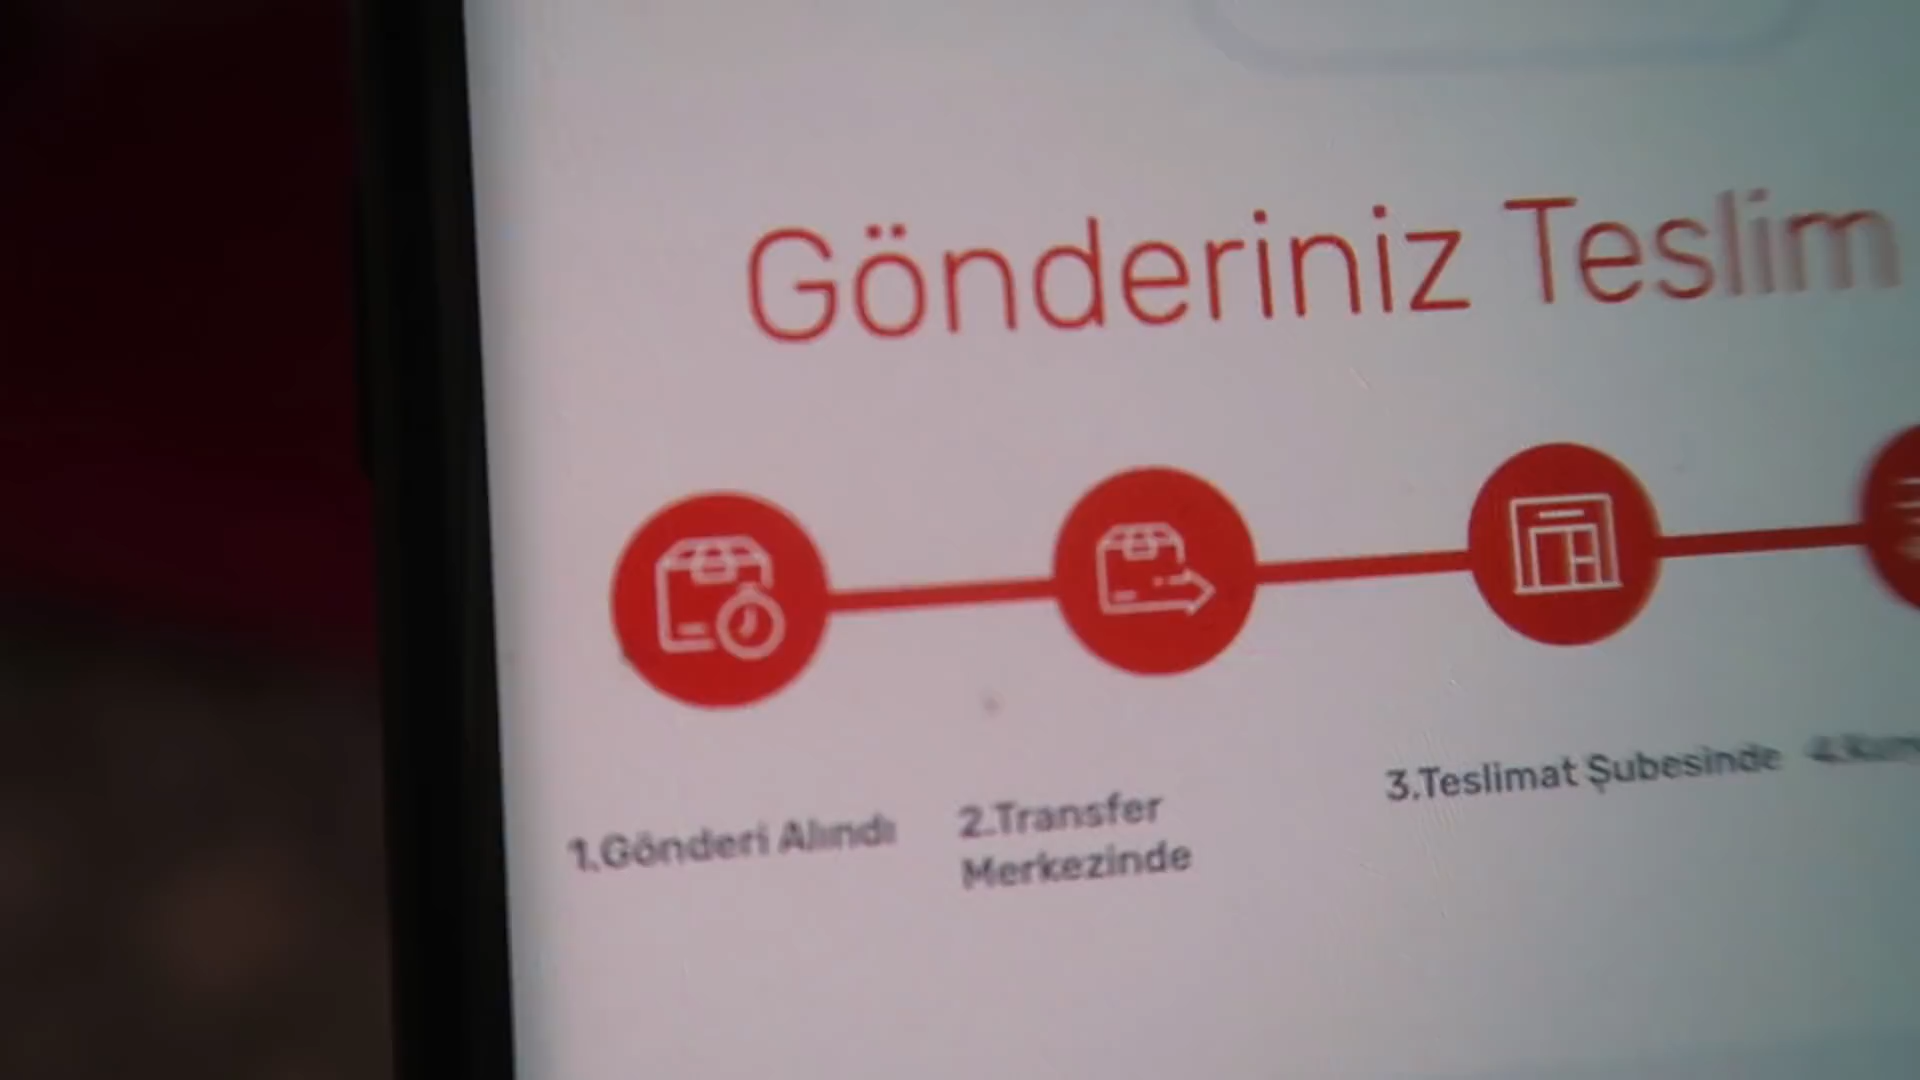 Gönderiniz Teslim
1.Gönderi Alındı
2.Transfer
Merkezinde
3.Teslimat Şubesinde